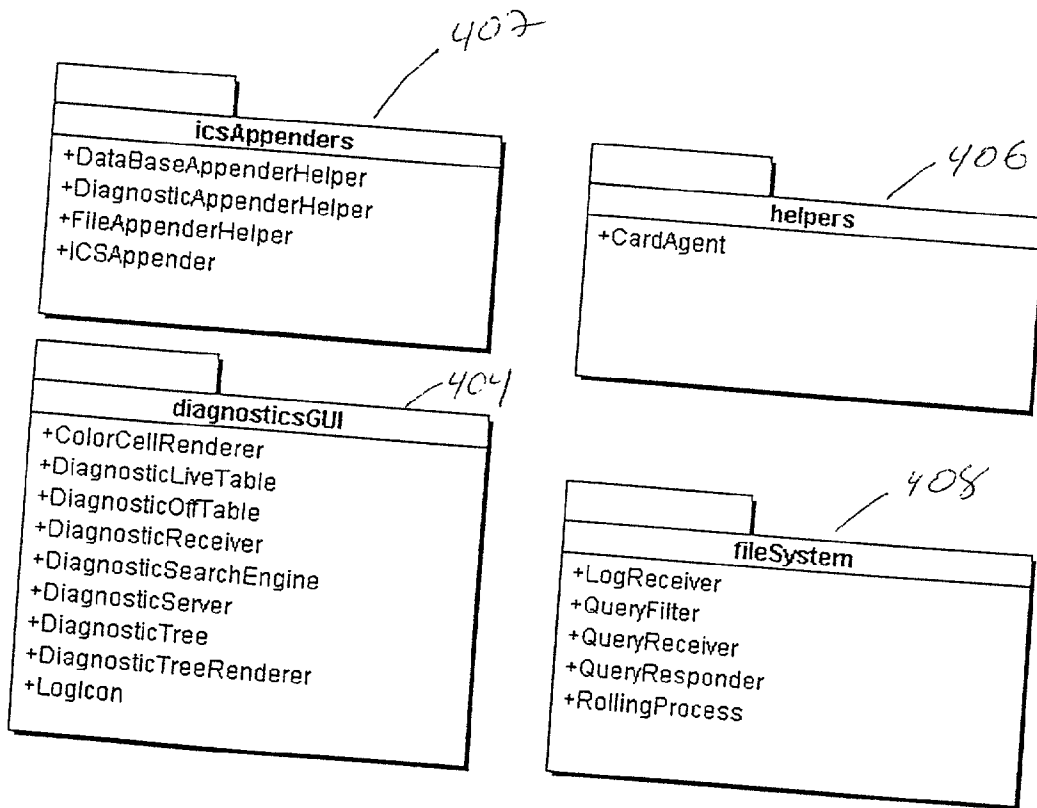 407
icsAppenders
+DataBaseAppenderHelper
+DiagnosticAppenderHelper
+FileAppenderHelper
+ICSAppender
406
helpers
+CardAgent
404
diagnosticsGUI
+ColorCellRenderer
+DiagnosticLiveTable
+DiagnosticOffTable
+DiagnosticReceiver
+DiagnosticSearchEngine
+DiagnosticServer
+DiagnosticTree
+DiagnosticTreeRenderer
+LogIcon
408
fileSystem
+LogReceiver
+QueryFilter
+QueryReceiver
+QueryResponder
+RollingProcess